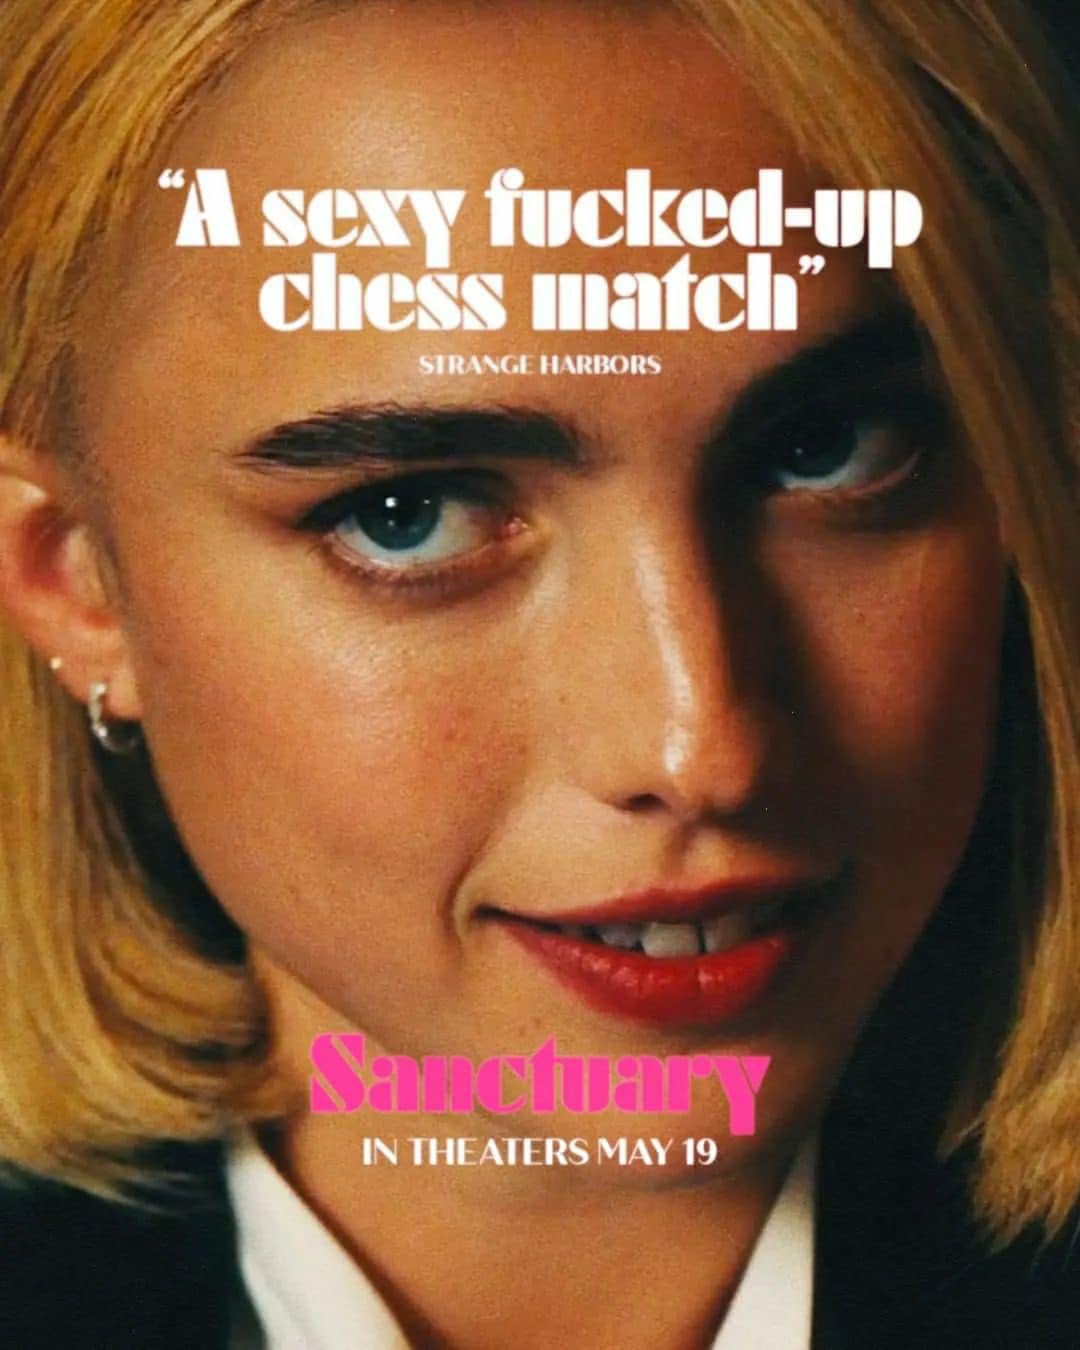 “A sexy fucked-up
chess match”
STRANGE HARBORS
Sanctuary
IN THEATERS MAY 19